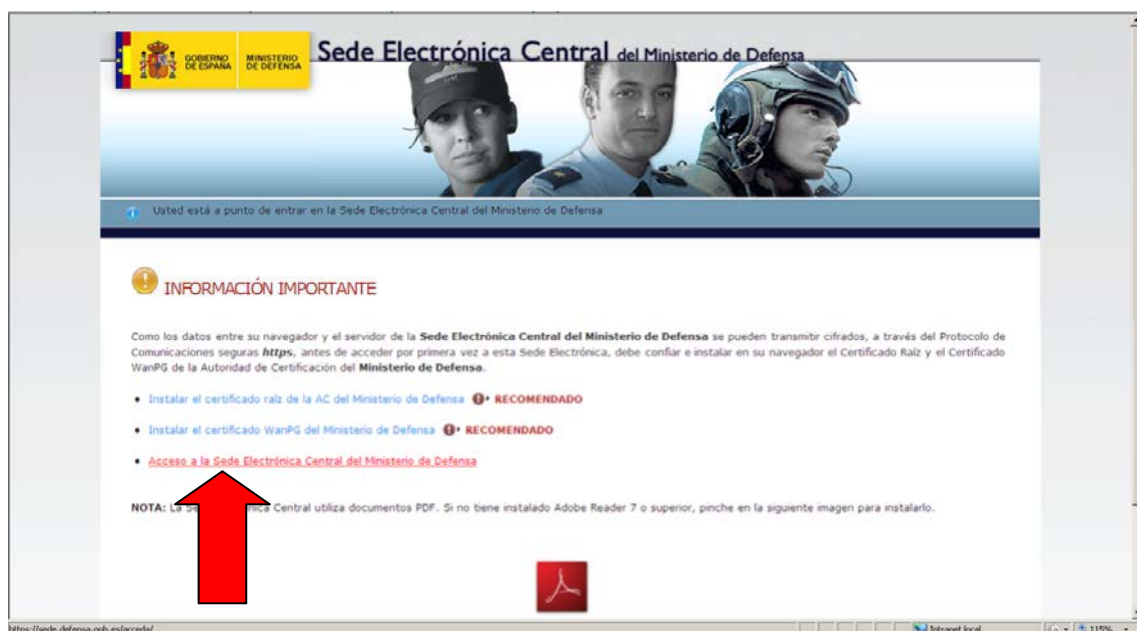 GOBIERNO DE ESPAÑA
MINISTERIO DE DEFENSA
Sede Electrónica Central del Ministerio de Defensa
Usted está a punto de entrar en la Sede Electrónica Central del Ministerio de Defensa
INFORMACIÓN IMPORTANTE
Como los datos entre su navegador y el servidor de la Sede Electrónica Central del Ministerio de Defensa se pueden transmitir cifrados, a través del Protocolo de
Comunicaciones seguras https, antes de acceder por primera vez a esta Sede Electrónica, debe confiar e instalar en su navegador el Certificado Raíz y el Certificado
WanPG de la Autoridad de Certificación del Ministerio de Defensa.
• Instalar el certificado raíz de la AC del Ministerio de Defensa RECOMENDADO
• Instalar el certificado WanPG del Ministerio de Defensa RECOMENDADO
• Acceso a la Sede Electrónica Central del Ministerio de Defensa
NOTA: La Se nica Central utiliza documentos PDF. Si no tiene instalado Adobe Reader 7 o superior, pinche en la siguiente imagen para instalarlo.
https://sede.defensa.gob.es/acceda/
Intranet local
115%